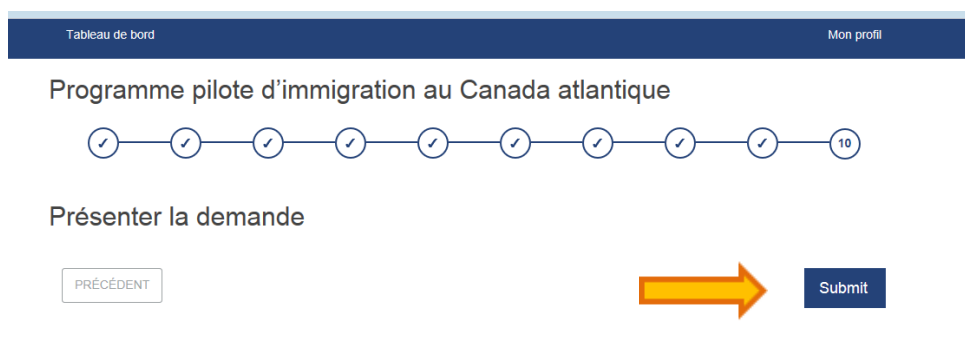 Tableau de bord Mon profil
Programme pilote d’immigration au Canada atlantique
✓ ✓ ✓ ✓ ✓ ✓ ✓ ✓ ✓ 10
Présenter la demande
PRÉCÉDENT Submit